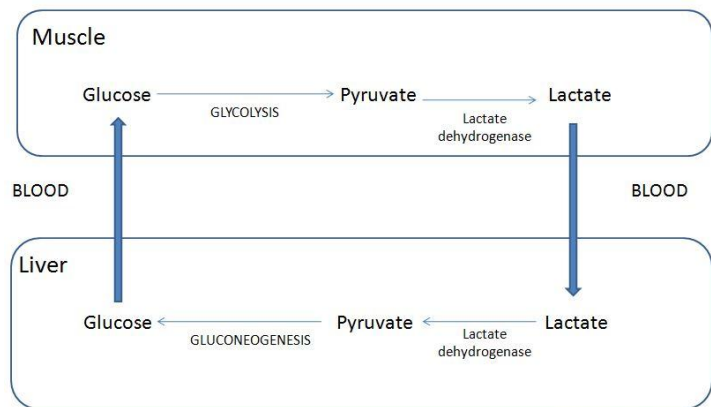 Muscle
Glucose
Pyruvate
Lactate
GLYCOLYSIS
Lactate
dehydrogenase
BLOOD
BLOOD
Liver
Glucose
Pyruvate
Lactate
GLUCONEOGENESIS
Lactate
dehydrogenase